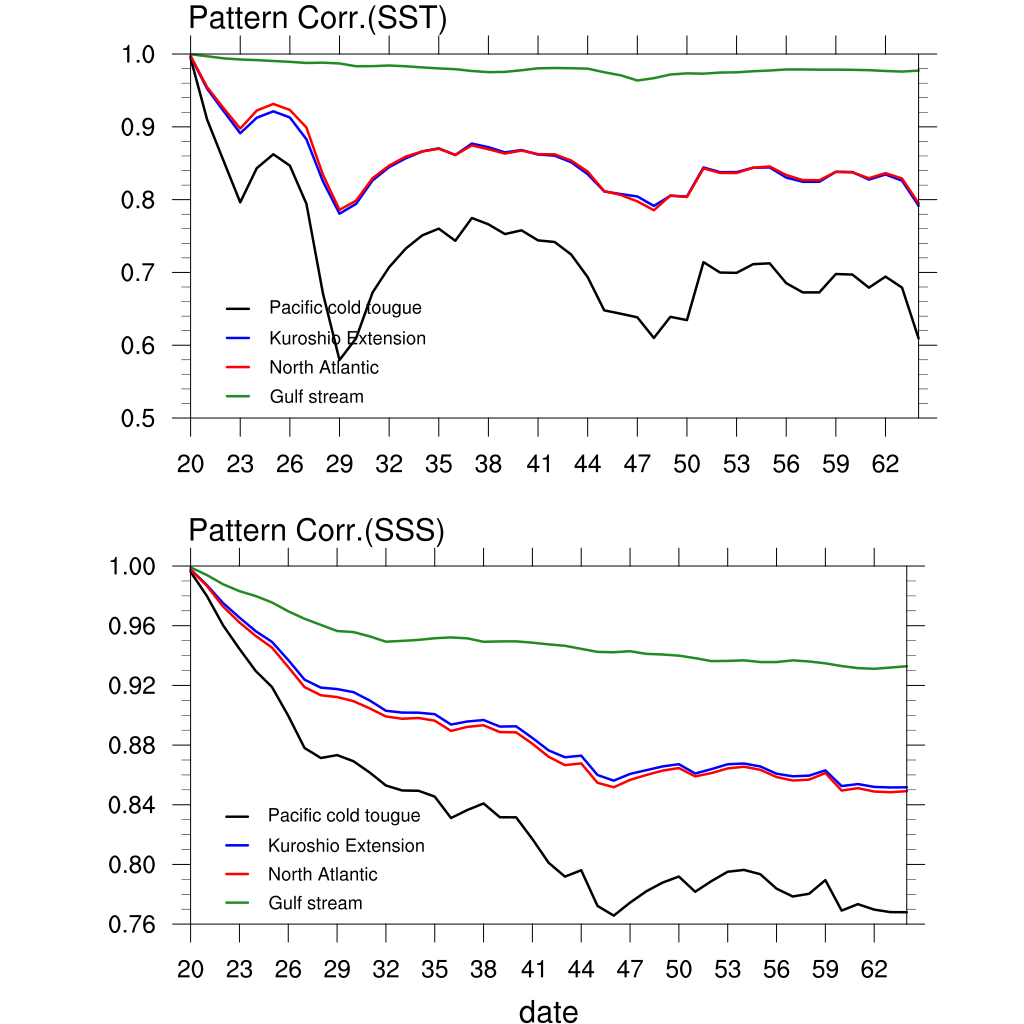 Pattern Corr.(SST)
1.0
0.9
0.8
0.7
0.6
0.5
Pacific cold tougue
Kuroshio Extension
North Atlantic
Gulf stream
20 23 26 29 32 35 38 41 44 47 50 53 56 59 62
Pattern Corr.(SSS)
1.00
0.96
0.92
0.88
0.84
0.80
0.76
Pacific cold tougue
Kuroshio Extension
North Atlantic
Gulf stream
20 23 26 29 32 35 38 41 44 47 50 53 56 59 62
date